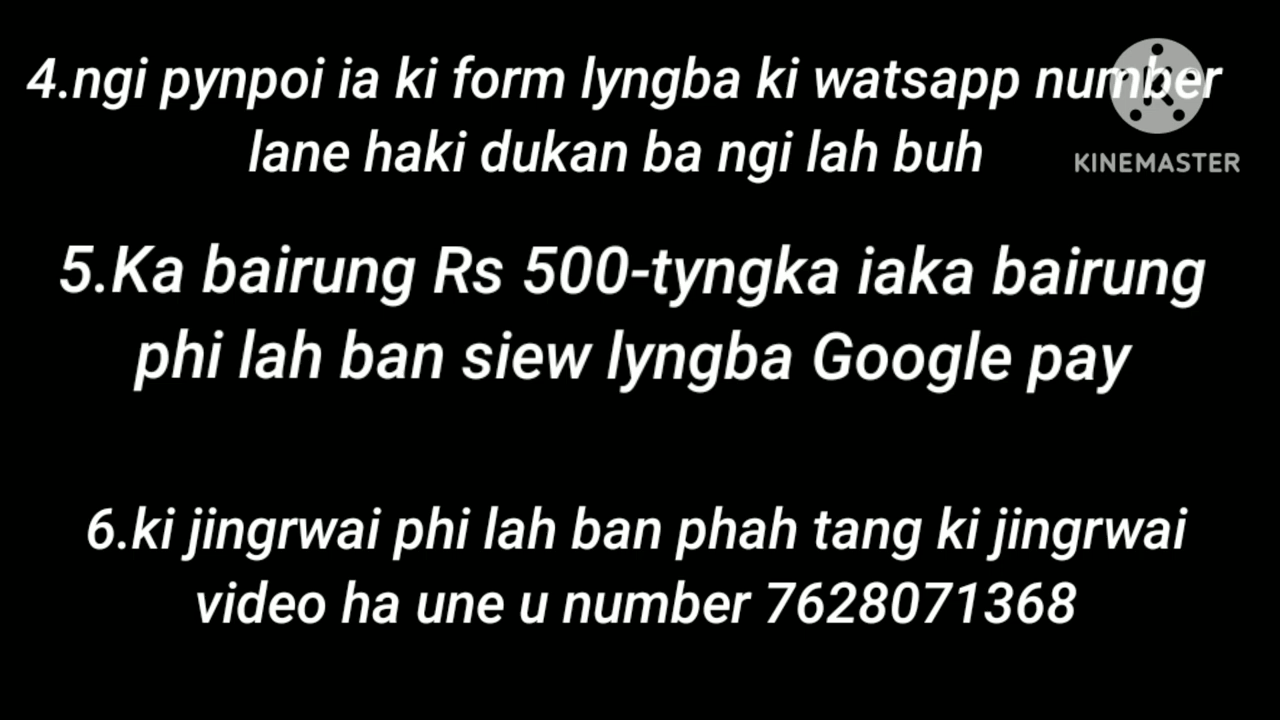 4.ngi pynpoi ia ki form lyngba ki watsapp number
lane haki dukan ba ngi lah buh
KINEMASTER
5.Ka bairung Rs 500-tyngka iaka bairung
phi lah ban siew lyngba Google pay
6.ki jingrwai phi lah ban phah tang ki jingrwai
video ha une u number 7628071368